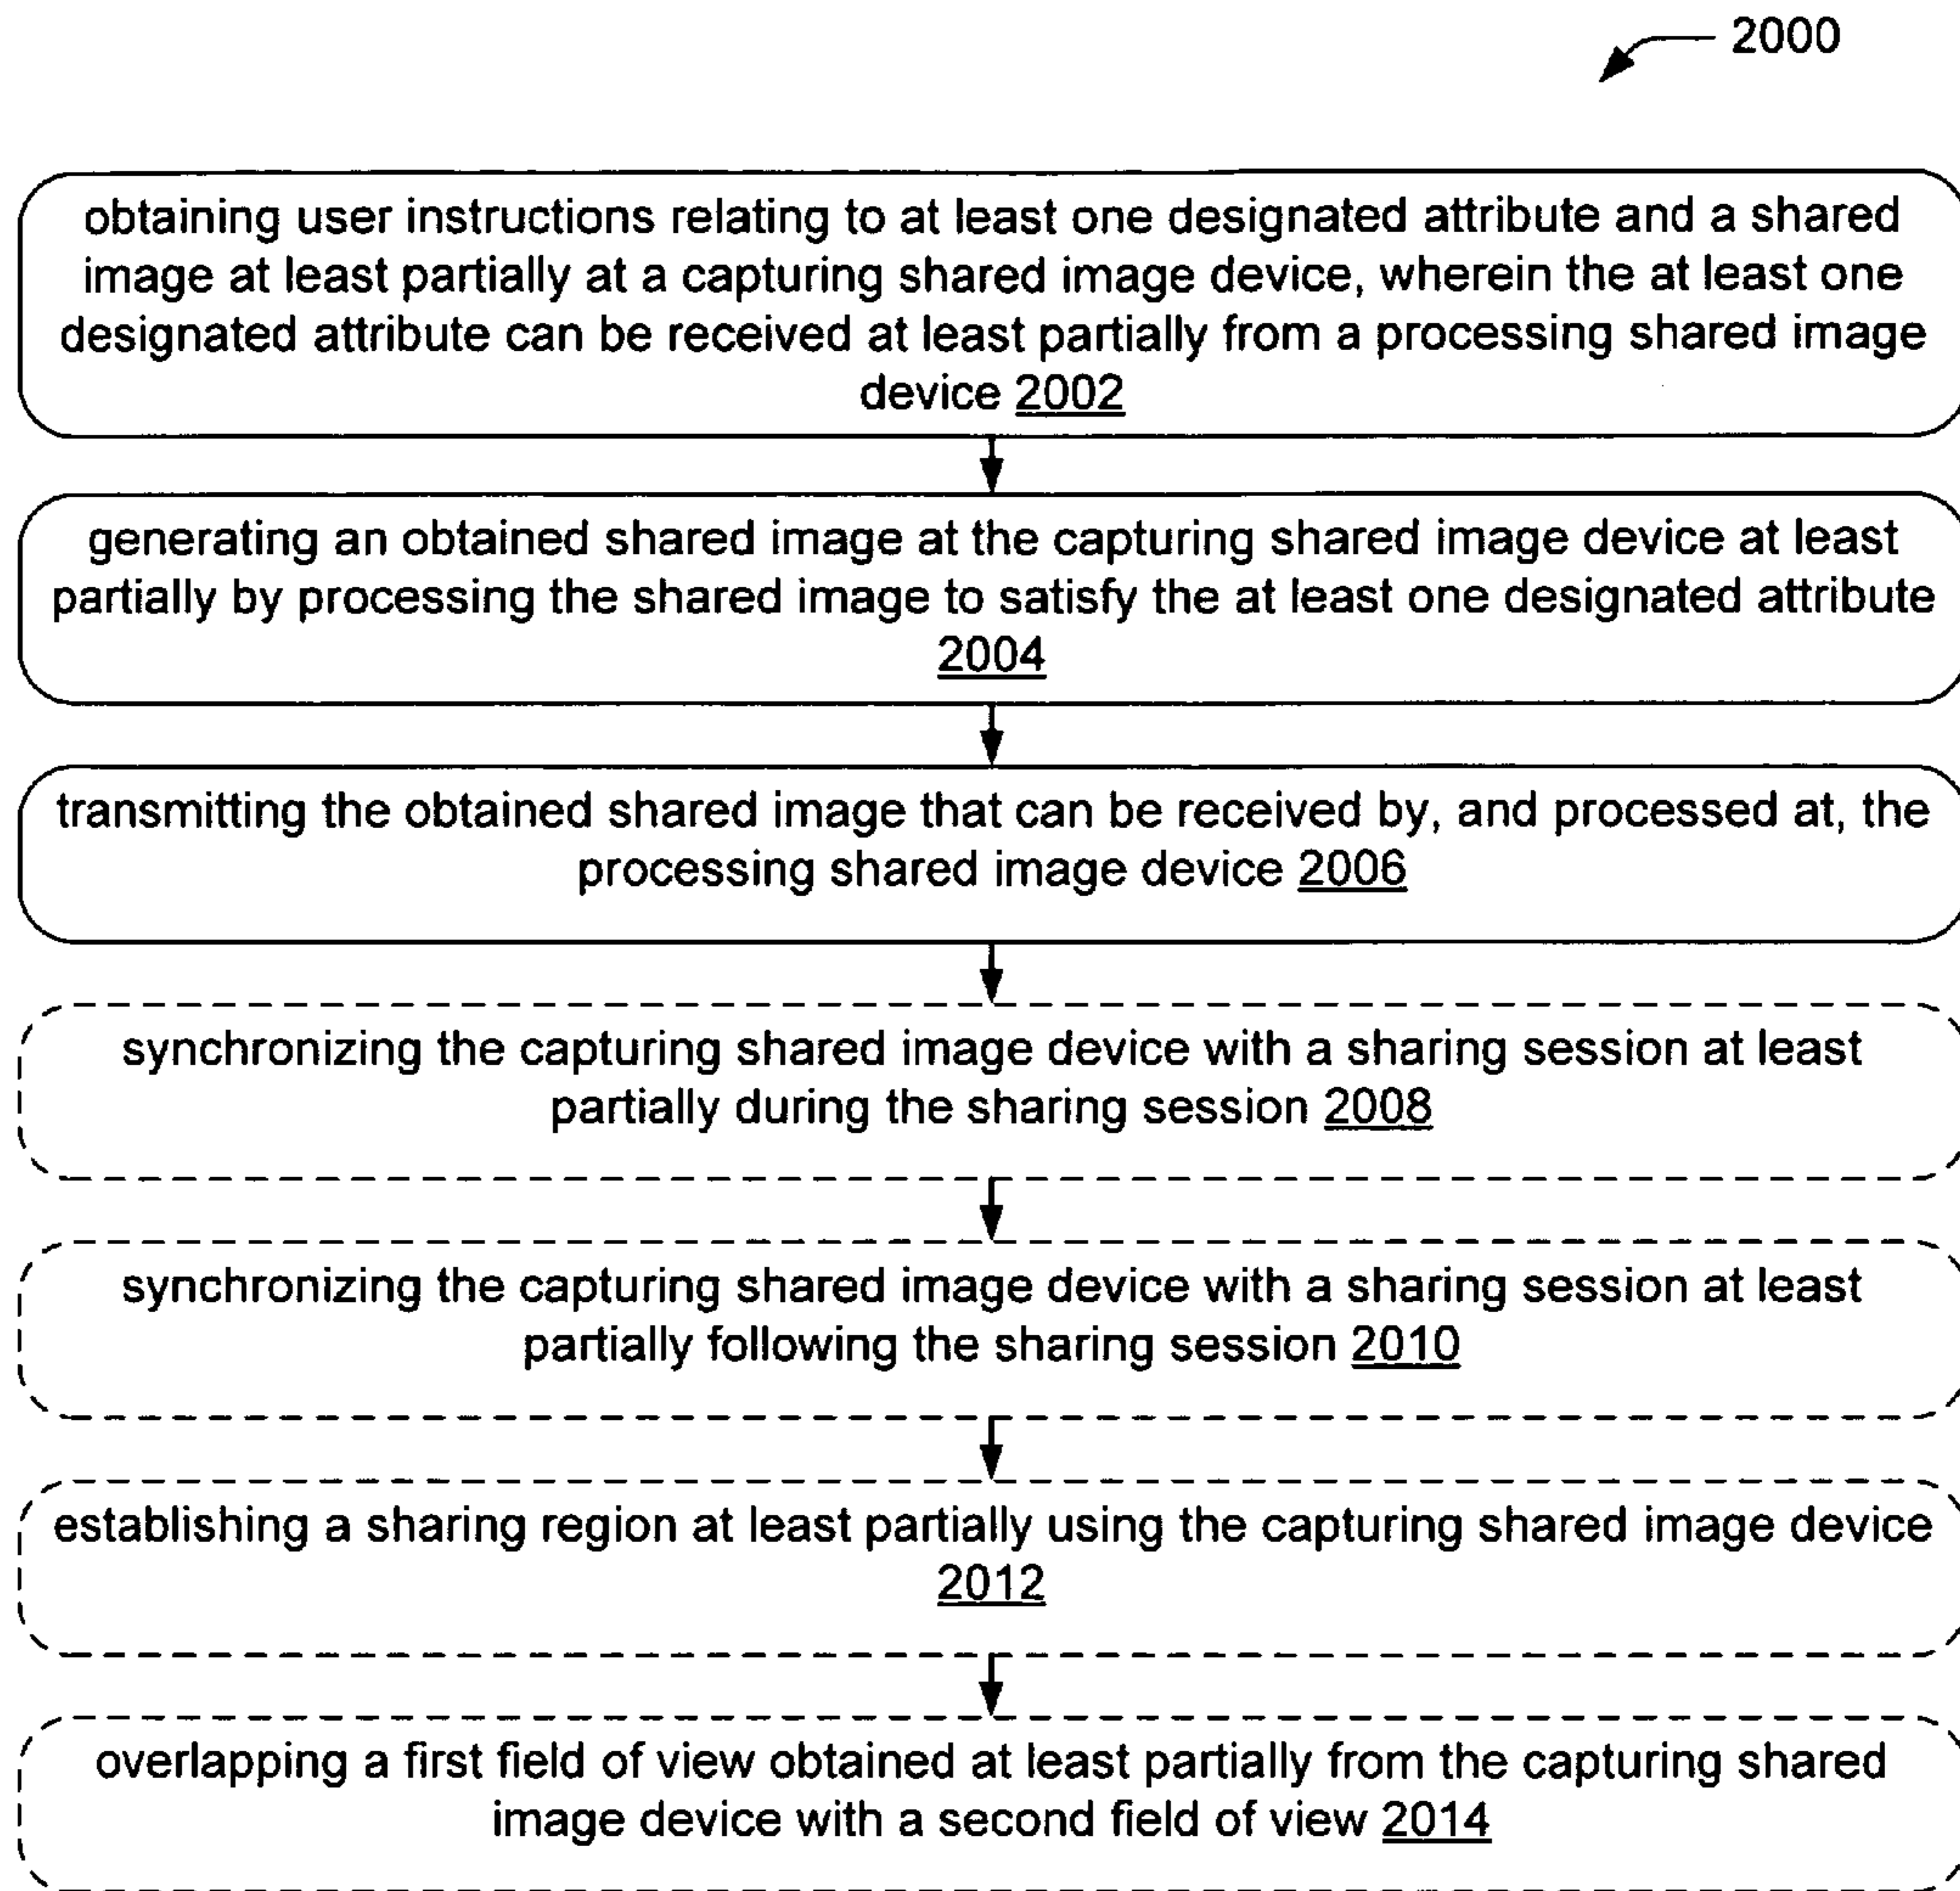 2000
obtaining user instructions relating to at least one designated attribute and a shared
image at least partially at a capturing shared image device, wherein the at least one
designated attribute can be received at least partially from a processing shared image
device 2002
generating an obtained shared image at the capturing shared image device at least
partially by processing the shared image to satisfy the at least one designated attribute
2004
transmitting the obtained shared image that can be received by, and processed at, the
processing shared image device 2006
synchronizing the capturing shared image device with a sharing session at least
partially during the sharing session 2008
synchronizing the capturing shared image device with a sharing session at least
partially following the sharing session 2010
establishing a sharing region at least partially using the capturing shared image device
2012
overlapping a first field of view obtained at least partially from the capturing shared
image device with a second field of view 2014